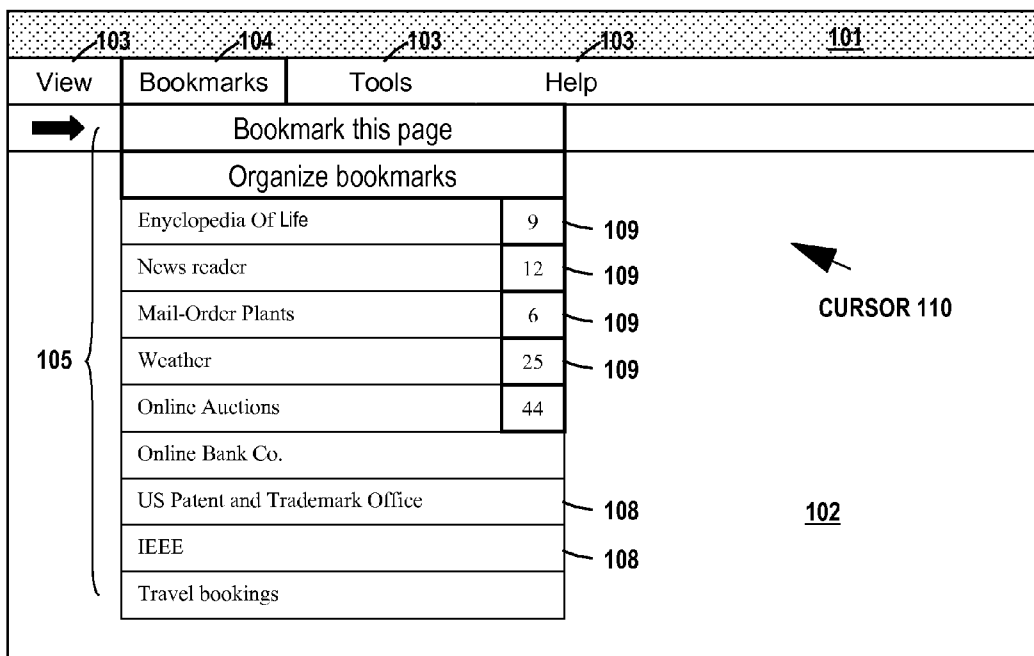 103 104 103 103 101
View Bookmarks Tools Help
Bookmark this page
Organize bookmarks
Enyclopedia Of Life 9 109
News reader 12 109
Mail-Order Plants 6 109
CURSOR 110
105 Weather 25 109
Online Auctions 44
Online Bank Co.
US Patent and Trademark Office 108 102
IEEE 108
Travel bookings